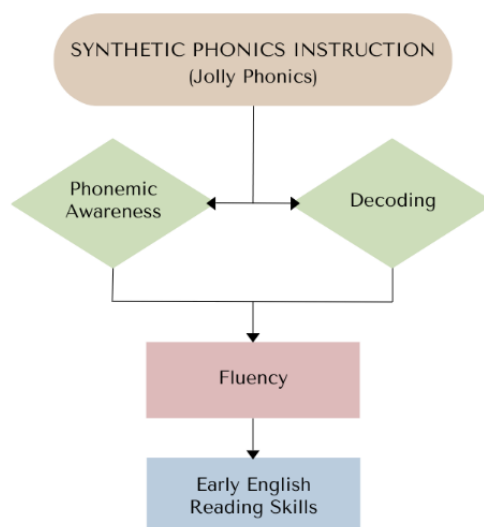 SYNTHETIC PHONICS INSTRUCTION
(Jolly Phonics)
Phonemic
Awareness
Decoding
Fluency
Early English
Reading Skills